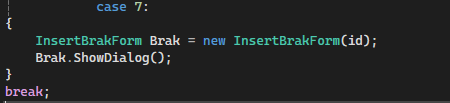 case 7:
{
InsertBrakForm Brak = new InsertBrakForm(id);
Brak.ShowDialog();
}
break;